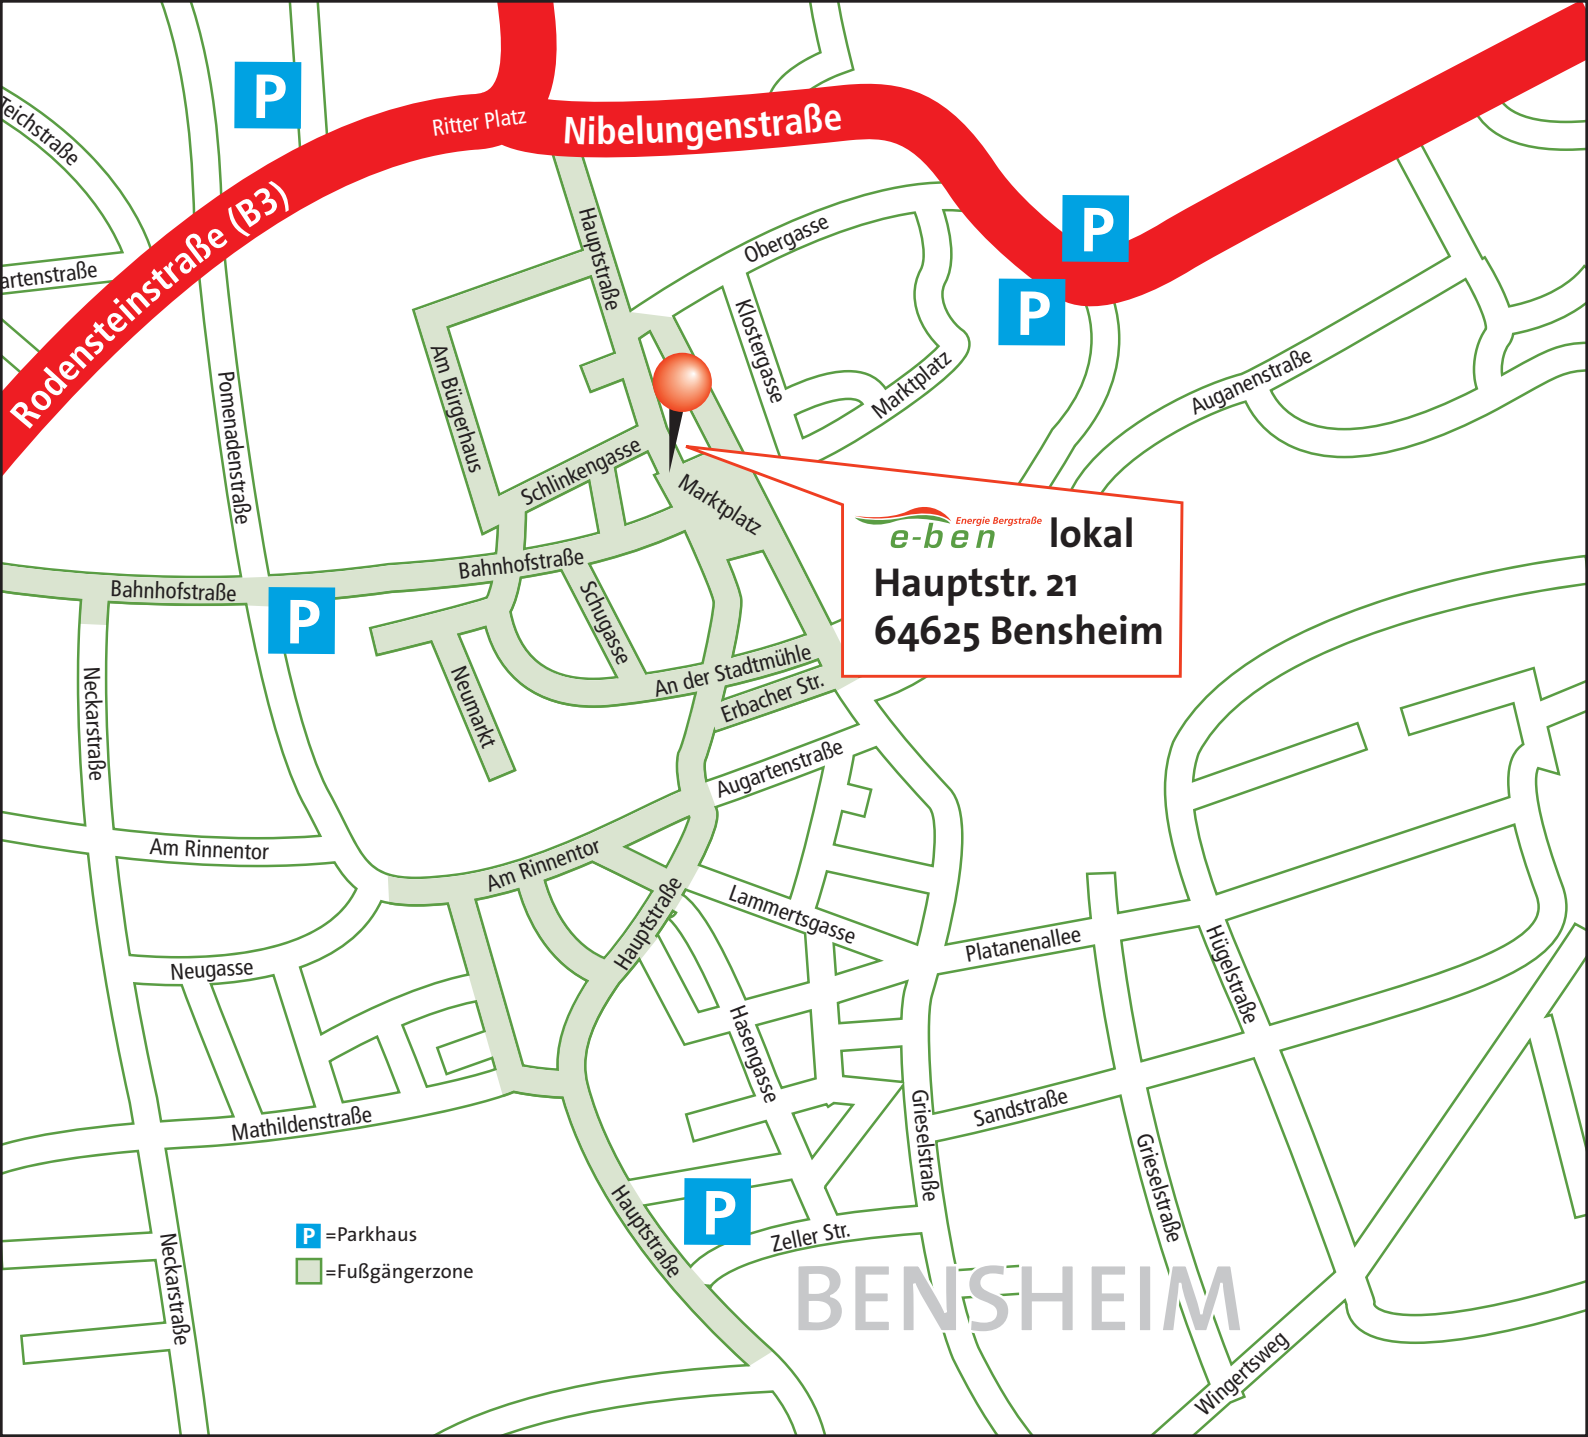 P
Ritter Platz
Nibelungenstraße
Teichstraße
Rodensteinstraße (B3)
artenstraße
Hauptstraße
Obergasse
P
P
Klostergasse
Marktplatz
Auganenstraße
Am Bürgerhaus
Pomenadenstraße
Schlinkengasse
Marktplatz
Energie Bergstraße
e-ben lokal
Hauptstr. 21
64625 Bensheim
Bahnhofstraße
Bahnhofstraße
P
Schugasse
Neckarstraße
Neumarkt
An der Stadtmühle
Erbacher Str.
Augartenstraße
Am Rinnentor
Am Rinnentor
Hauptstraße
Lammertsgasse
Platanenallee
Hügelstraße
Neugasse
Hasengasse
Mathildenstraße
Grieselstraße
Sandstraße
Grieselstraße
P
Hauptstraße
Zeller Str.
Neckarstraße
P =Parkhaus
=Fußgängerzone
BENSHEIM
Wingertsweg